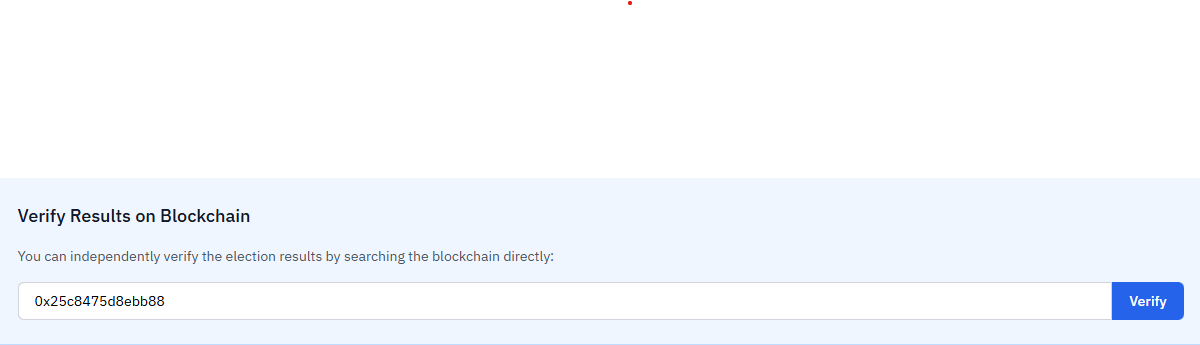 Verify Results on Blockchain
You can independently verify the election results by searching the blockchain directly:
0x25c8475d8ebb88
Verify